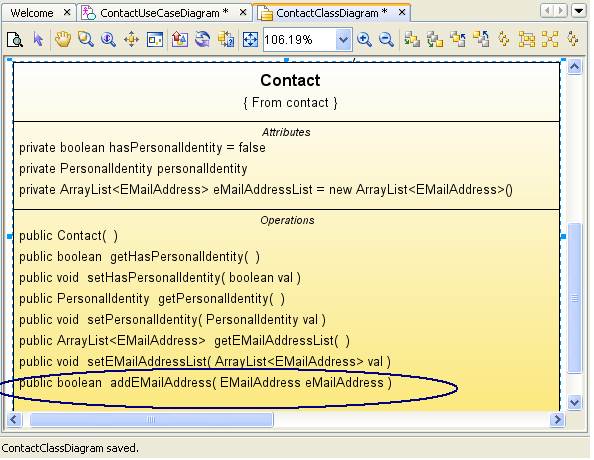 Welcome ContactUseCaseDiagram * ContactClassDiagram *
106.19%
Contact
{ From contact }
Attributes
private boolean hasPersonalIdentity = false
private PersonalIdentity personalIdentity
private ArrayList<EMailAddress> eMailAddressList = new ArrayList<EMailAddress>()
Operations
public Contact( )
public boolean getHasPersonalIdentity( )
public void setHasPersonalIdentity( boolean val )
public PersonalIdentity getPersonalIdentity( )
public void setPersonalIdentity( PersonalIdentity val )
public ArrayList<EMailAddress> getEMailAddressList( )
public void setEMailAddressList( ArrayList<EMailAddress> val )
public boolean addEMailAddress( EMailAddress eMailAddress )
ContactClassDiagram saved.